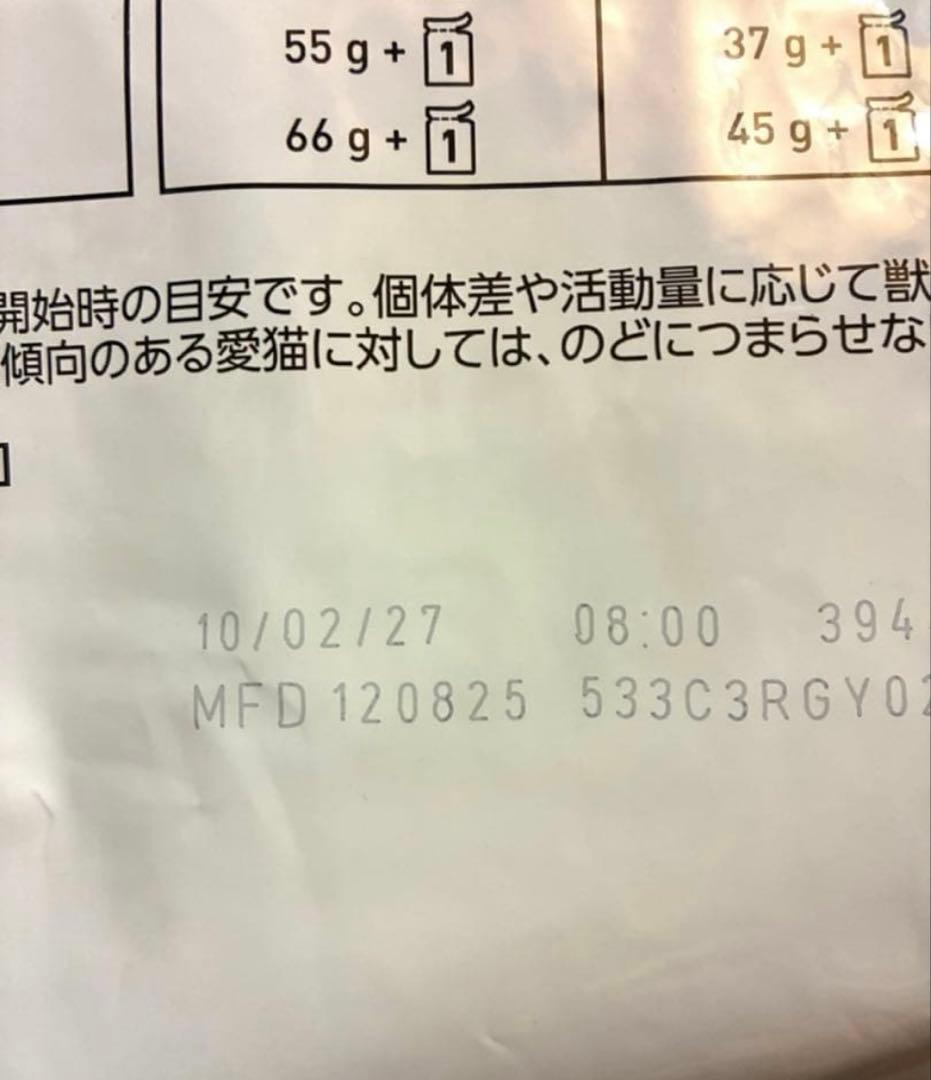 55 g + 1
37 g + 1
66 g + 1
45 g + 1
開始時の目安です。個体差や活動量に応じて獣
傾向のある愛猫に対しては、のどにつまらせな
]
10/02/27 08:00 394
MFD 120825 533C3RGY02